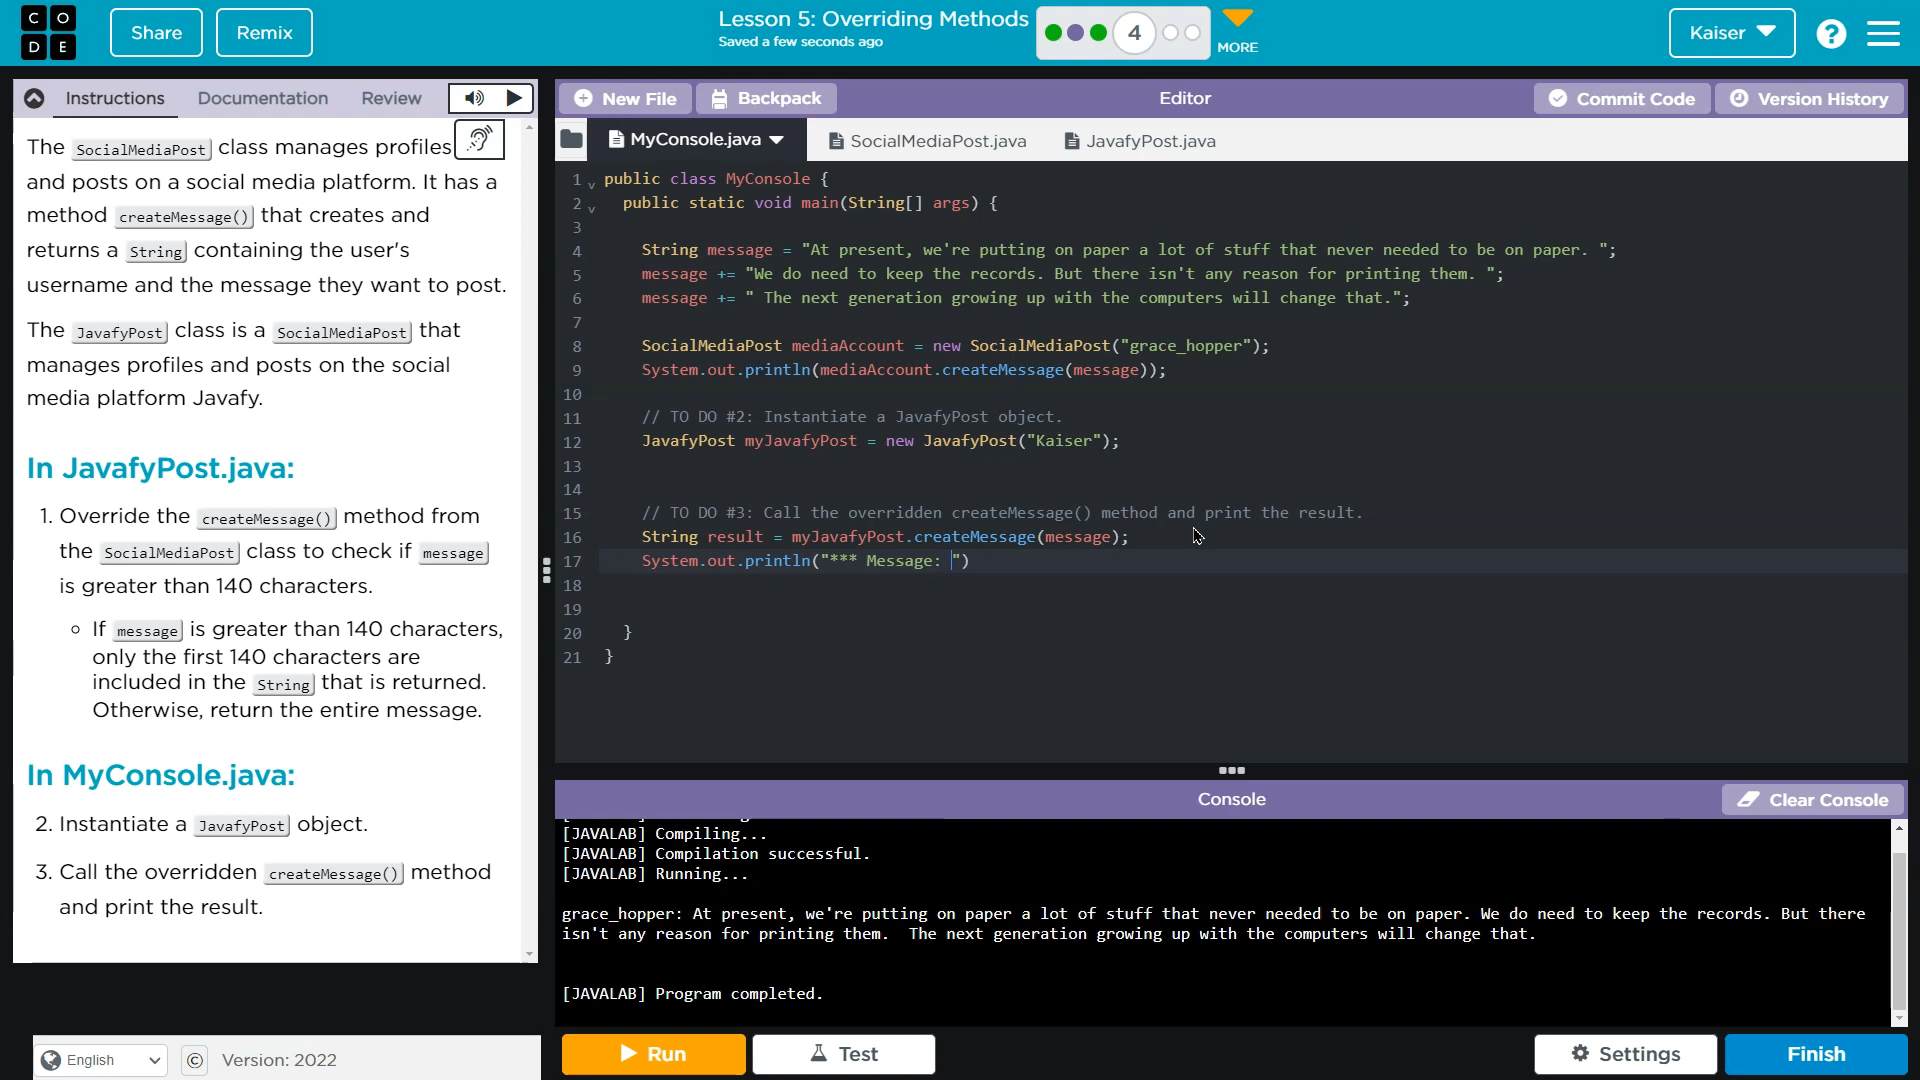 C O
D E
Share
Remix
Lesson 5: Overriding Methods
Saved a few seconds ago
4
MORE
Kaiser
?
Instructions
Documentation
Review
The SocialMediaPost class manages profiles
and posts on a social media platform. It has a
method createMessage() that creates and
returns a String containing the user's
username and the message they want to post.
The JavafyPost class is a SocialMediaPost that
manages profiles and posts on the social
media platform Javafy.
In JavafyPost.java:
1. Override the createMessage() method from
the SocialMediaPost class to check if message
is greater than 140 characters.
If message is greater than 140 characters,
only the first 140 characters are
included in the String that is returned.
Otherwise, return the entire message.
In MyConsole.java:
2. Instantiate a JavafyPost object.
3. Call the overridden createMessage() method
and print the result.
English
©
Version: 2022
New File
Backpack
Editor
Commit Code
Version History
MyConsole.java
SocialMediaPost.java
JavafyPost.java
1 public class MyConsole {
2 public static void main(String[] args) {
3
4 String message = "At present, we're putting on paper a lot of stuff that never needed to be on paper. ";
5 message += "We do need to keep the records. But there isn't any reason for printing them. ";
6 message += " The next generation growing up with the computers will change that.";
7
8 SocialMediaPost mediaAccount = new SocialMediaPost("grace_hopper");
9 System.out.println(mediaAccount.createMessage(message));
10
11 // TO DO #2: Instantiate a JavafyPost object.
12 JavafyPost myJavafyPost = new JavafyPost("Kaiser");
13
14
15 // TO DO #3: Call the overridden createMessage() method and print the result.
16 String result = myJavafyPost.createMessage(message);
17 System.out.println("*** Message: ")
18
19
20 }
21 }
Console
Clear Console
[JAVALAB] Compiling...
[JAVALAB] Compilation successful.
[JAVALAB] Running...
grace_hopper: At present, we're putting on paper a lot of stuff that never needed to be on paper. We do need to keep the records. But there
isn't any reason for printing them.  The next generation growing up with the computers will change that.
[JAVALAB] Program completed.
Run
Test
Settings
Finish